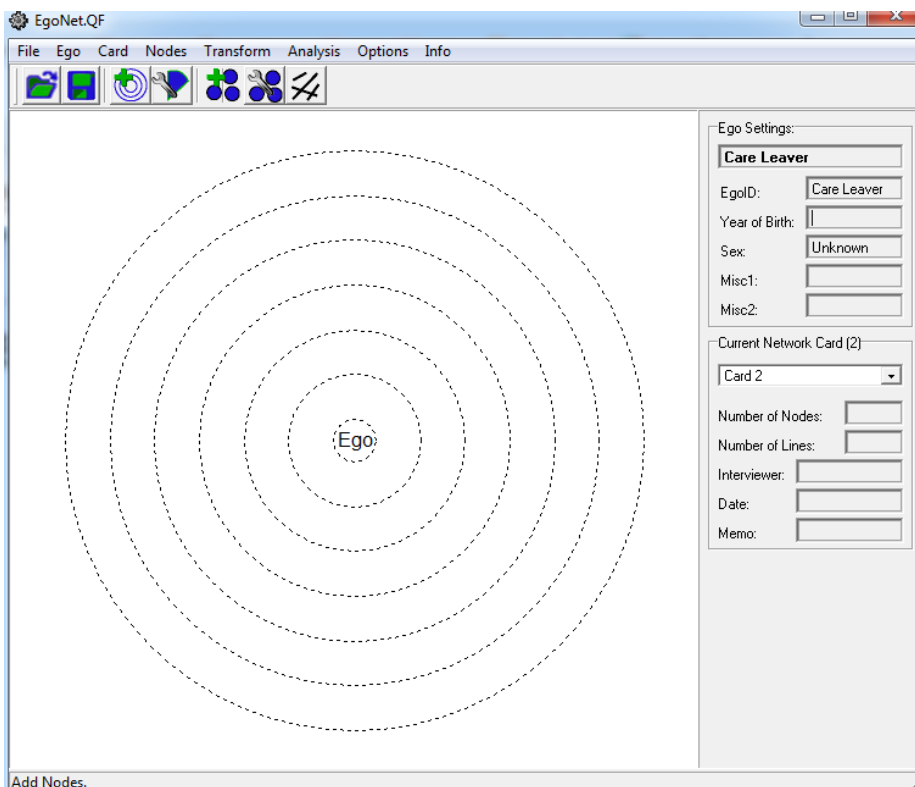 EgoNet.QF
File Ego Card Nodes Transform Analysis Options Info
Ego
Ego Settings:
Care Leaver
EgoID: Care Leaver
Year of Birth:
Sex: Unknown
Misc1:
Misc2:
Current Network Card (2)
Card 2
Number of Nodes:
Number of Lines:
Interviewer:
Date:
Memo:
Add Nodes.